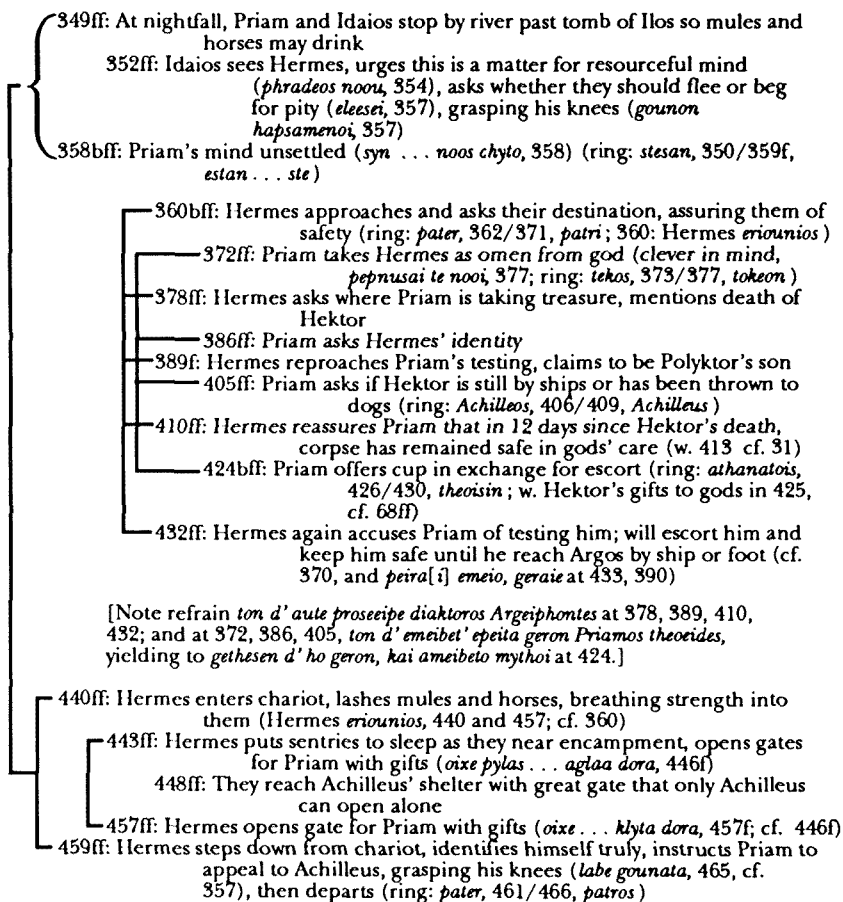 349ff: At nightfall, Priam and Idaios stop by river past tomb of Ilos so mules and
horses may drink
352ff: Idaios sees Hermes, urges this is a matter for resourceful mind
(phradeos noou, 354), asks whether they should flee or beg
for pity (eleesei, 357), grasping his knees (gounon
hapsamenoi, 357)
358bff: Priam's mind unsettled (syn ... noos chyto, 358) (ring: stesan, 350/359f,
estan ... ste)
360bff: Hermes approaches and asks their destination, assuring them of
safety (ring: pater, 362/371, patri; 360: Hermes eriounios)
372ff: Priam takes Hermes as omen from god (clever in mind,
pepnusai te nooi, 377; ring: tekos, 373/377, tokeon)
378ff: Hermes asks where Priam is taking treasure, mentions death of
Hektor
386ff: Priam asks Hermes' identity
389f: Hermes reproaches Priam's testing, claims to be Polyktor's son
405ff: Priam asks if Hektor is still by ships or has been thrown to
dogs (ring: Achilleos, 406/409, Achilleus)
410ff: Hermes reassures Priam that in 12 days since Hektor's death,
corpse has remained safe in gods' care (w. 413 cf. 31)
424bff: Priam offers cup in exchange for escort (ring: athanatois,
426/430, theoisin; w. Hektor's gifts to gods in 425,
cf. 68ff)
432ff: Hermes again accuses Priam of testing him; will escort him and
keep him safe until he reach Argos by ship or foot (cf.
370, and peira[i] emeio, geraie at 433, 390)
[Note refrain ton d' aute proseeipe diaktoros Argeiphontes at 378, 389, 410,
432; and at 372, 386, 405, ton d' emeibet' epeita geron Priamos theoeides,
yielding to gethesen d' ho geron, kai ameibeto mythoi at 424.]
440ff: Hermes enters chariot, lashes mules and horses, breathing strength into
them (Hermes eriounios, 440 and 457; cf. 360)
443ff: Hermes puts sentries to sleep as they near encampment, opens gates
for Priam with gifts (oixe pylas ... aglaa dora, 446f)
448ff: They reach Achilleus' shelter with great gate that only Achilleus
can open alone
457ff: Hermes opens gate for Priam with gifts (oixe ... klyta dora, 457f; cf. 446f)
459ff: Hermes steps down from chariot, identifies himself truly, instructs Priam to
appeal to Achilleus, grasping his knees (labe gounata, 465, cf.
357), then departs (ring: pater, 461/466, patros)